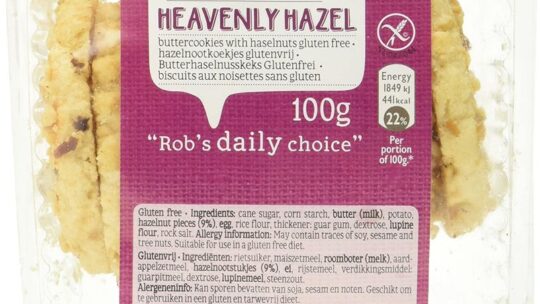 HEAVENLY HAZEL
buttercookies with haselnuts gluten free •
hazelnootkoekjes glutenvrij •
Butterhaselnusskeks Glutenfrei •
biscuits aux noisettes sans gluten
100g
"Rob's daily choice"
Energy
1849 kJ
441kcal
22%
Per
portion
of 100g.*
Gluten free • Ingredients: cane sugar, corn starch, butter (milk), potato,
hazelnut pieces (9%), egg, rice flour, thickener: guar gum, dextrose, lupine
flour, rock salt. Allergy Information: May contain traces of soy, sesame and
tree nuts. Suitable for use in a gluten free diet.
Glutenvrij • Ingrediënten: rietsuiker, maiszetmeel, roomboter (melk), aard-
appelzetmeel, hazelnootstukjes (9%), ei, rijstemeel, verdikkingsmiddel:
guarpitmeel, dextrose, lupinemeel, steenzout.
Allergeneninfo: Kan sporen bevatten van soja, sesam en noten. Geschikt om
te gebruiken in een gluten en tarwevrij dieet.